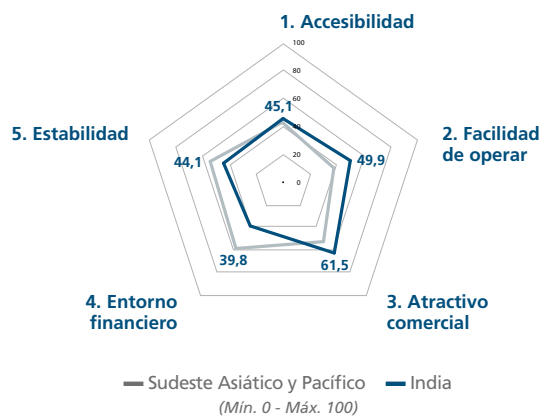 1. Accesibilidad
100
80
60
45,1
40
20
0
5. Estabilidad
44,1
2. Facilidad
de operar
49,9
39,8
61,5
4. Entorno
financiero
3. Atractivo
comercial
Sudeste Asiático y Pacífico
India
(Mín. 0 - Máx. 100)